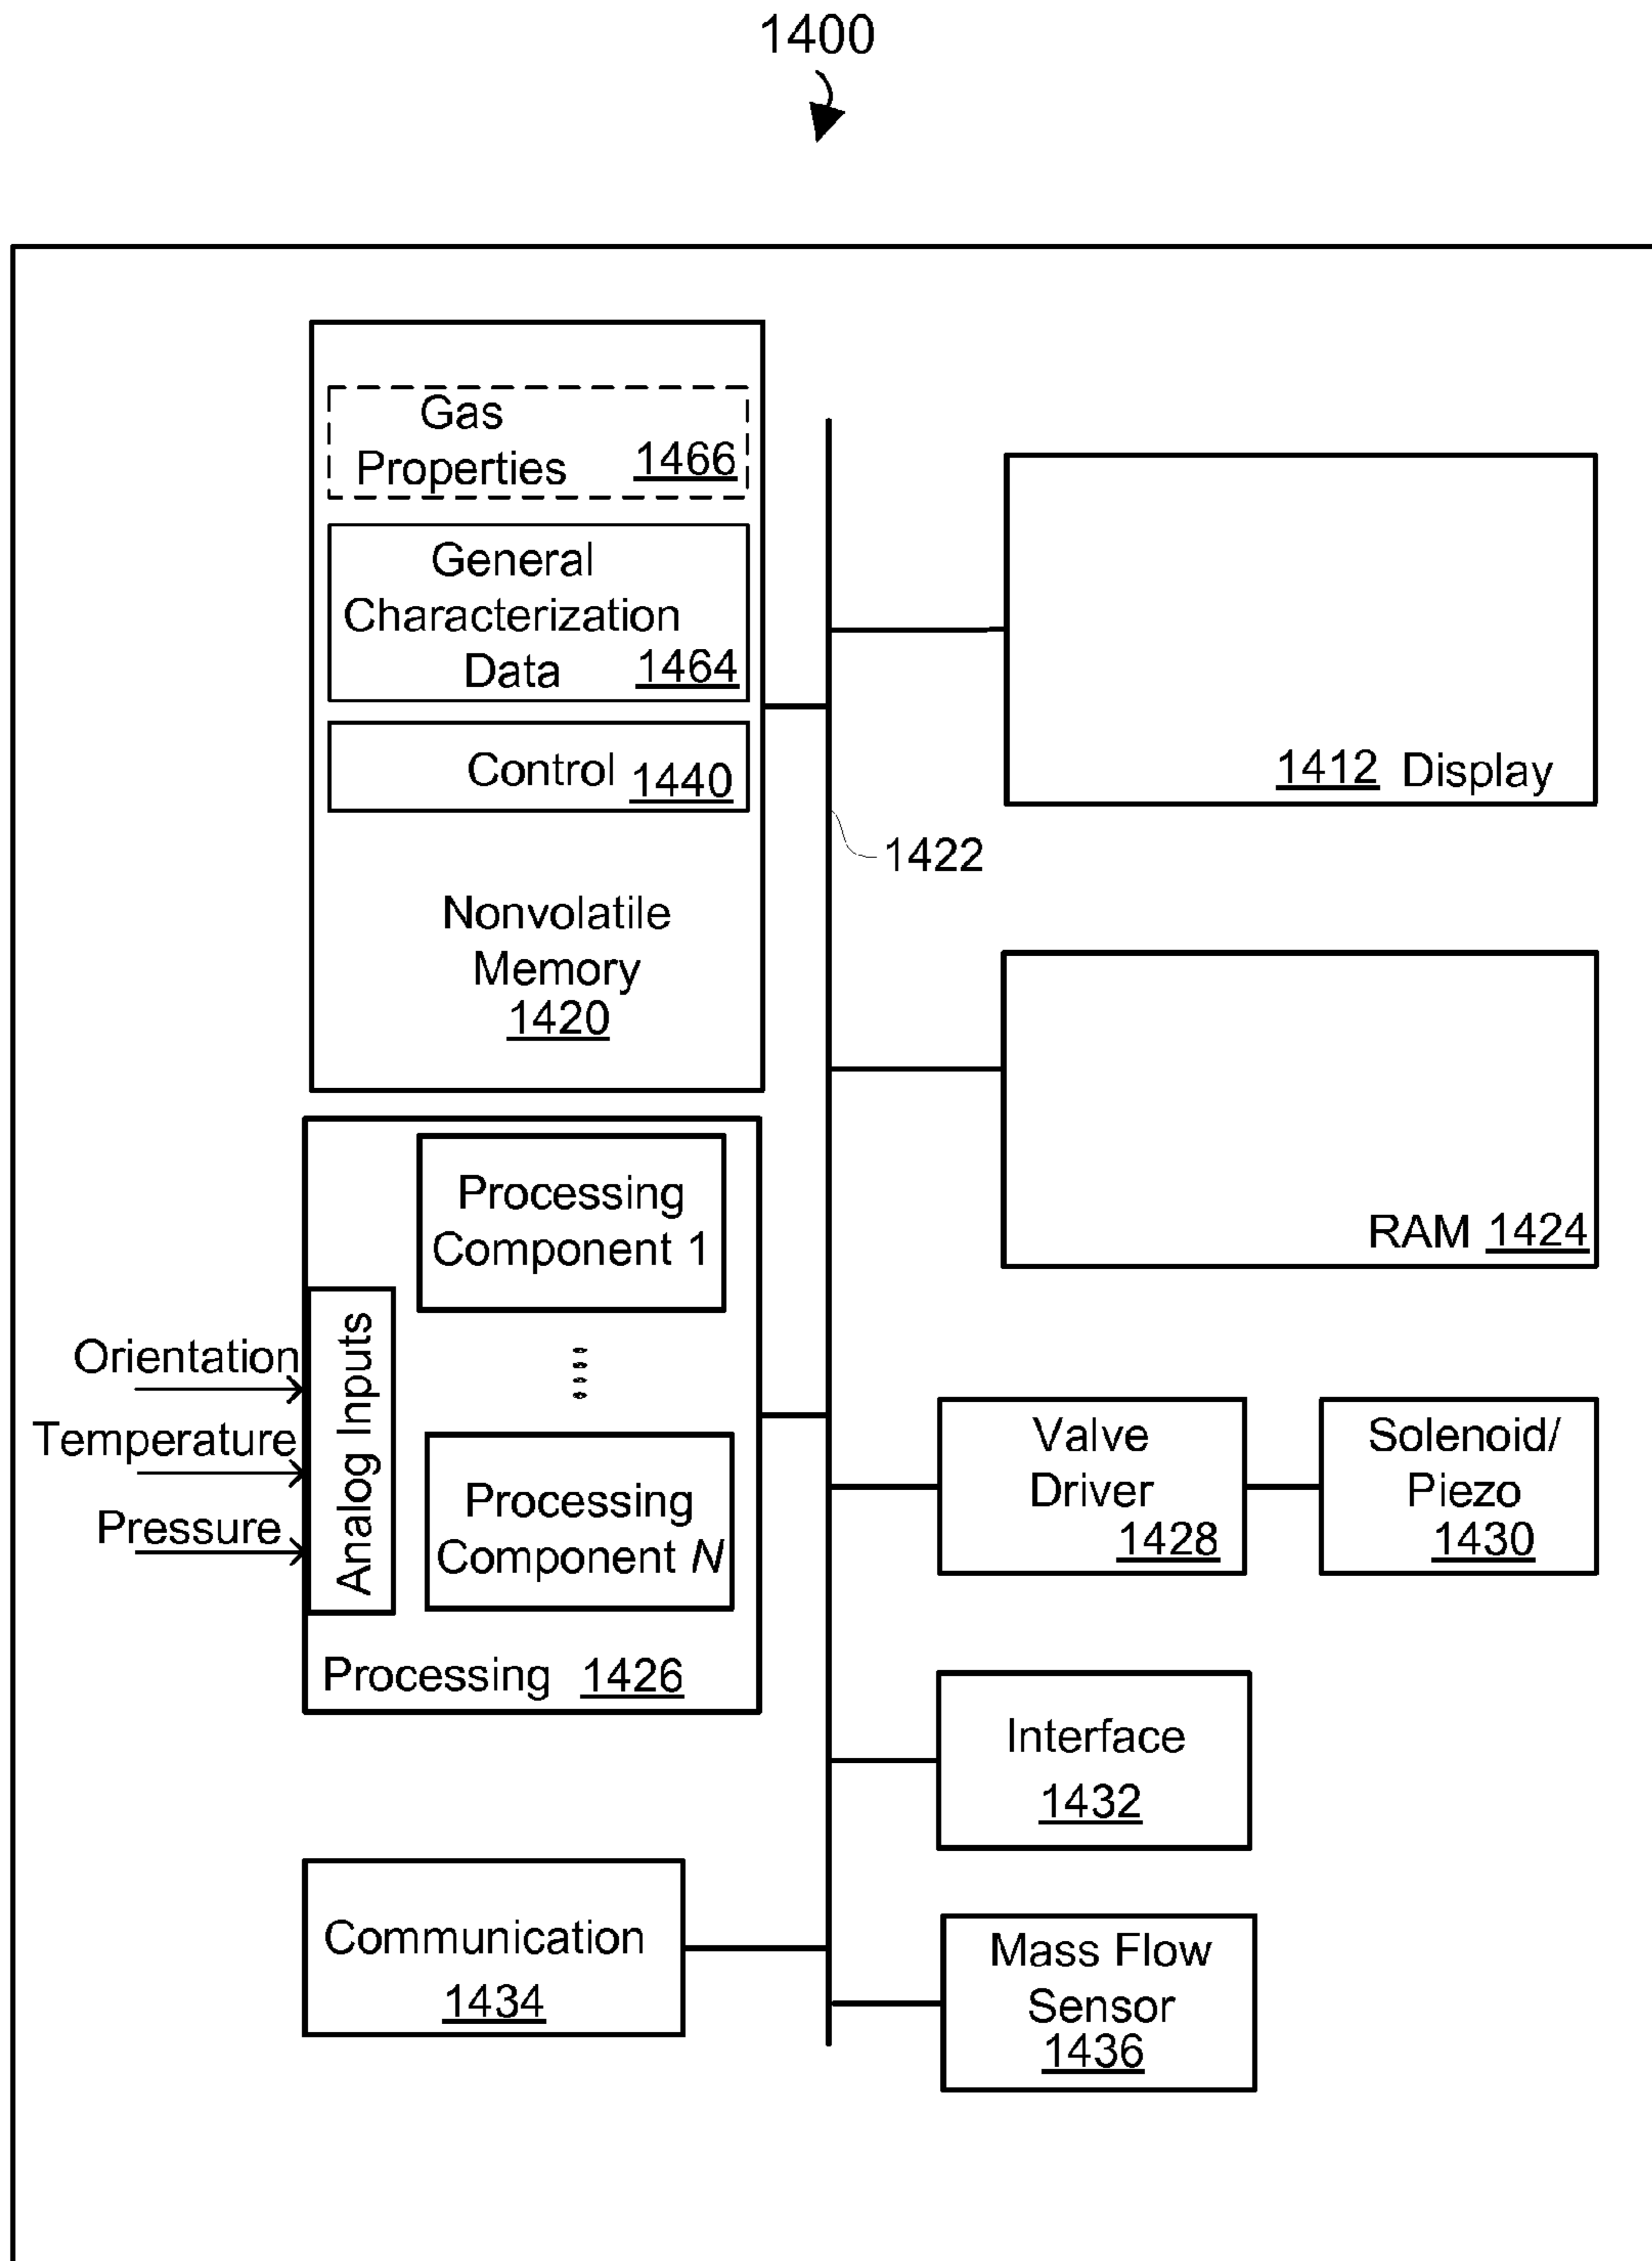 1400
Gas
Properties 1466
General
Characterization
Data 1464
Control 1440
Nonvolatile
Memory
1420
1412 Display
1422
RAM 1424
Processing
Component 1
Orientation
Temperature
Pressure
Analog Inputs
Processing
Component N
Processing 1426
Valve
Driver
1428
Solenoid/
Piezo
1430
Interface
1432
Communication
1434
Mass Flow
Sensor
1436